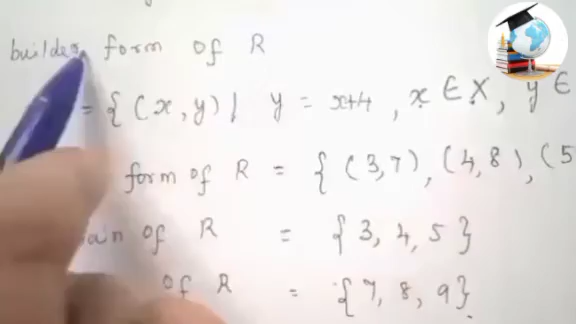 builder form of R
= { (x, y) | y = x+4 , x ∈ X, y ∈
form of R = { (3,7), (4,8), (5
of R = {3, 4, 5}
of R = {7, 8, 9}